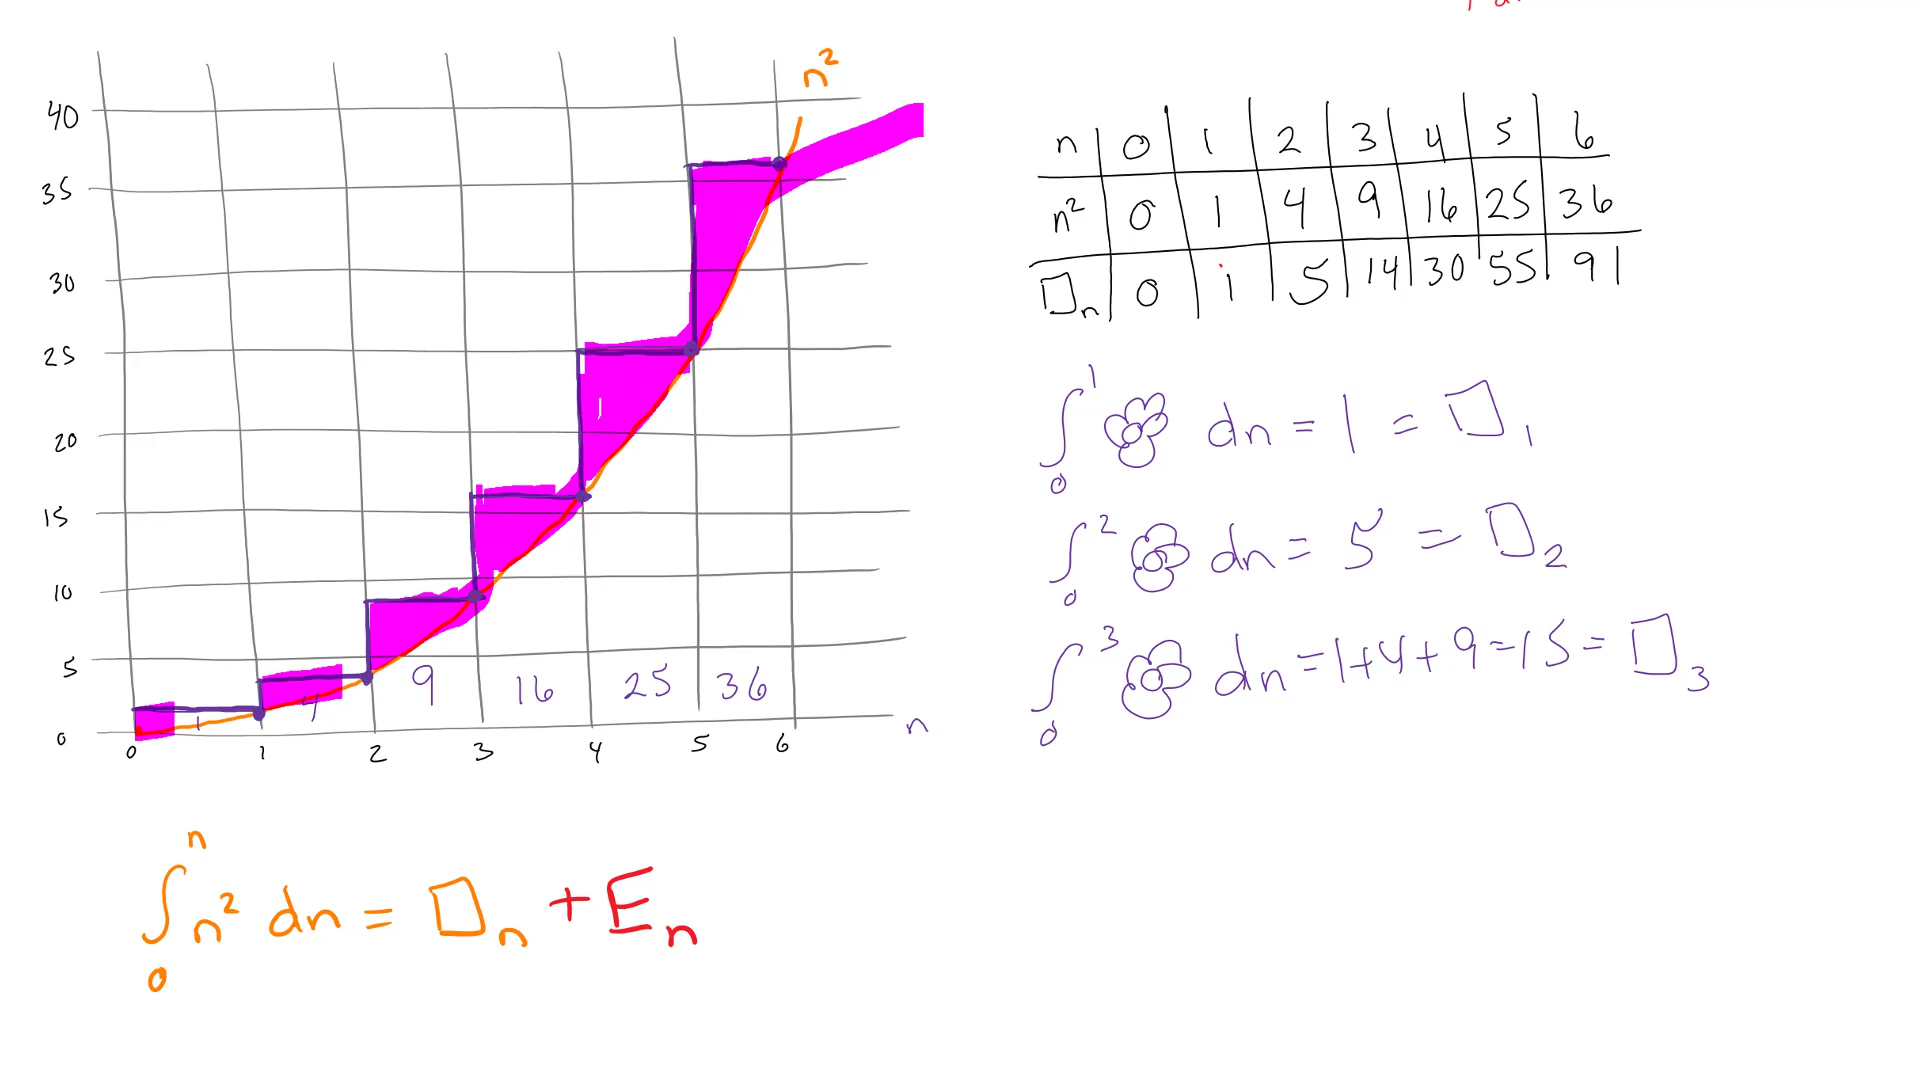 n²
40
35
30
25
20
15
10
5
0
1 4 9 16 25 36
0 1 2 3 4 5 6 n
∫₀ⁿ n² dn = □ₙ + Eₙ
n 0 1 2 3 4 5 6
n² 0 1 4 9 16 25 36
□ₙ 0 1 5 14 30 55 91
∫₀¹ dn = 1 = □₁
∫₀² dn = 5 = □₂
∫₀³ dn = 1+4+9=15 = □₃